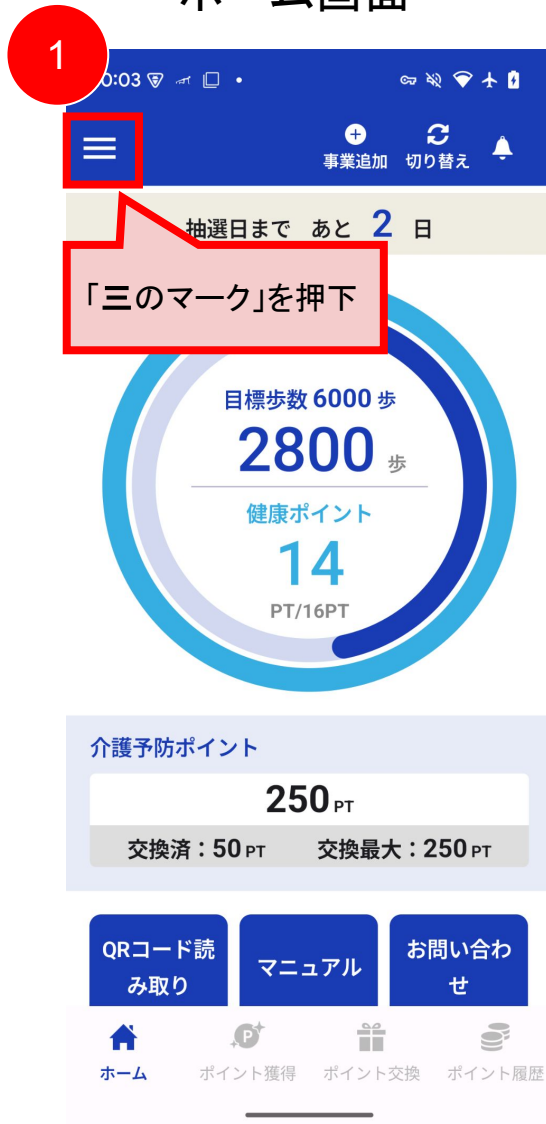 ホーム画面
1
0:03
事業追加 切り替え
抽選日まで あと 2 日
「三のマーク」を押下
目標歩数 6000 歩
2800 歩
健康ポイント
14
PT/16PT
介護予防ポイント
250 PT
交換済：50 PT 交換最大：250 PT
QRコード読
み取り
マニュアル
お問い合わ
せ
ホーム ポイント獲得 ポイント交換 ポイント履歴